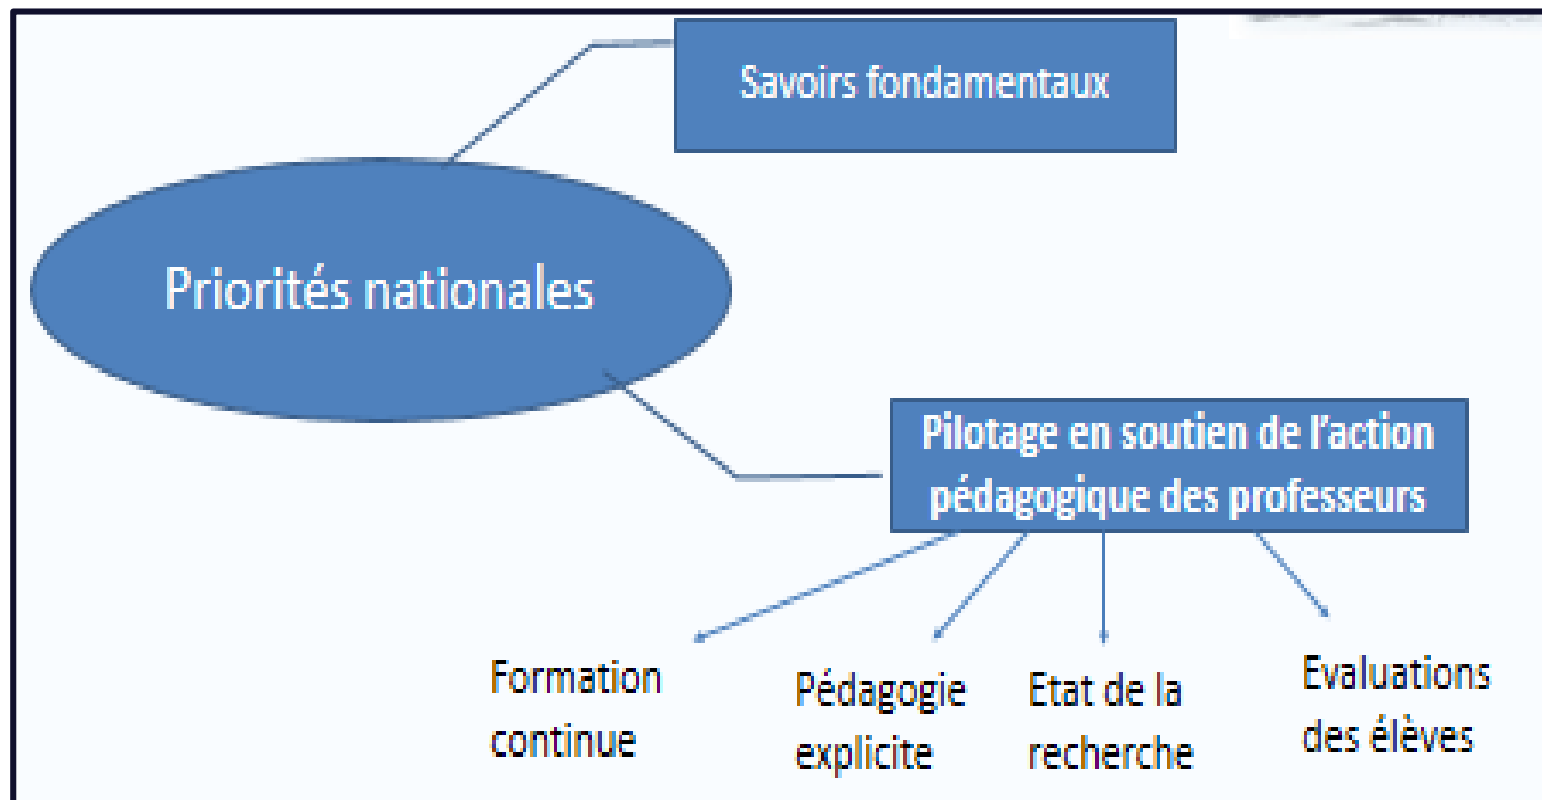 Savoirs fondamentaux
Priorités nationales
Pilotage en soutien de l'action
pédagogique des professeurs
Formation
continue
Pédagogie
explicite
Etat de la
recherche
Evaluations
des élèves